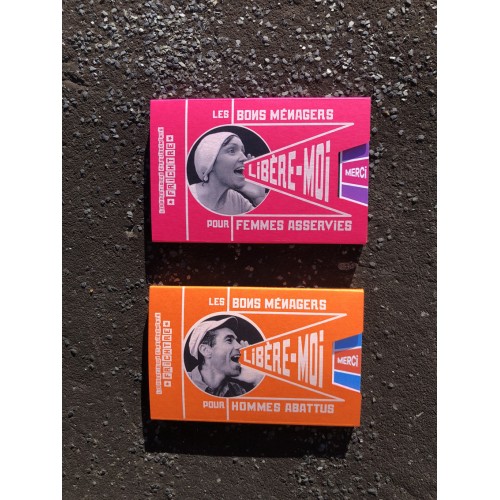 LES BONS MÉNAGERS
LIBÈRE-MOI
MERCI
POUR FEMMES ASSERVIES
LES BONS MÉNAGERS
LIBÈRE-MOI
MERCI
POUR HOMMES ABATTUS